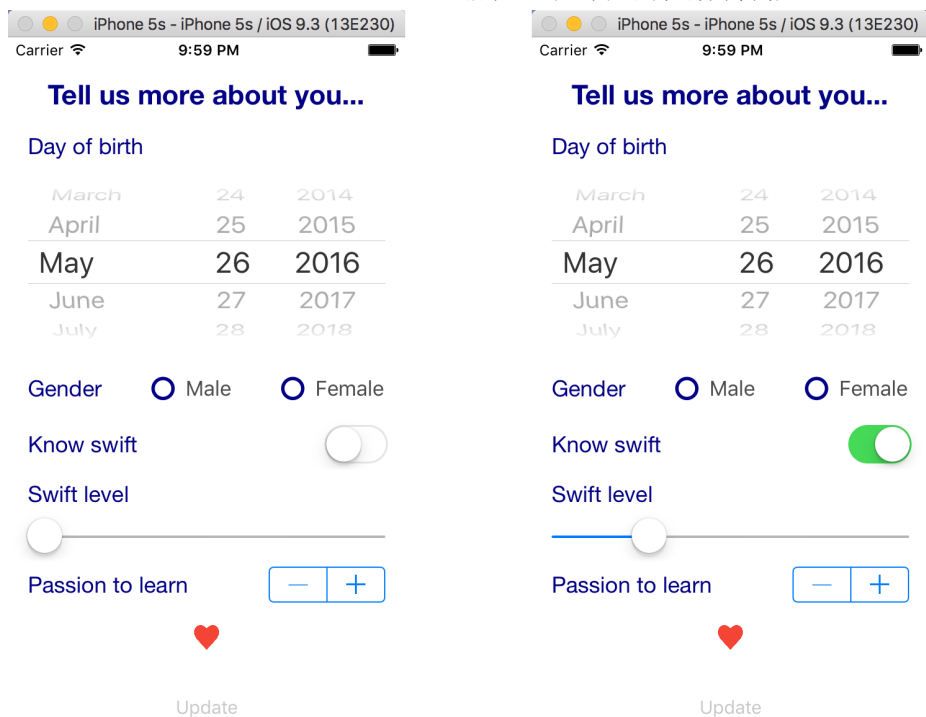 iPhone 5s - iPhone 5s / iOS 9.3 (13E230)
Carrier 9:59 PM
Tell us more about you...
Day of birth
March 24 2014
April 25 2015
May 26 2016
June 27 2017
July 28 2018
Gender Male Female
Know swift
Swift level
Passion to learn
Update
iPhone 5s - iPhone 5s / iOS 9.3 (13E230)
Carrier 9:59 PM
Tell us more about you...
Day of birth
March 24 2014
April 25 2015
May 26 2016
June 27 2017
July 28 2018
Gender Male Female
Know swift
Swift level
Passion to learn
Update